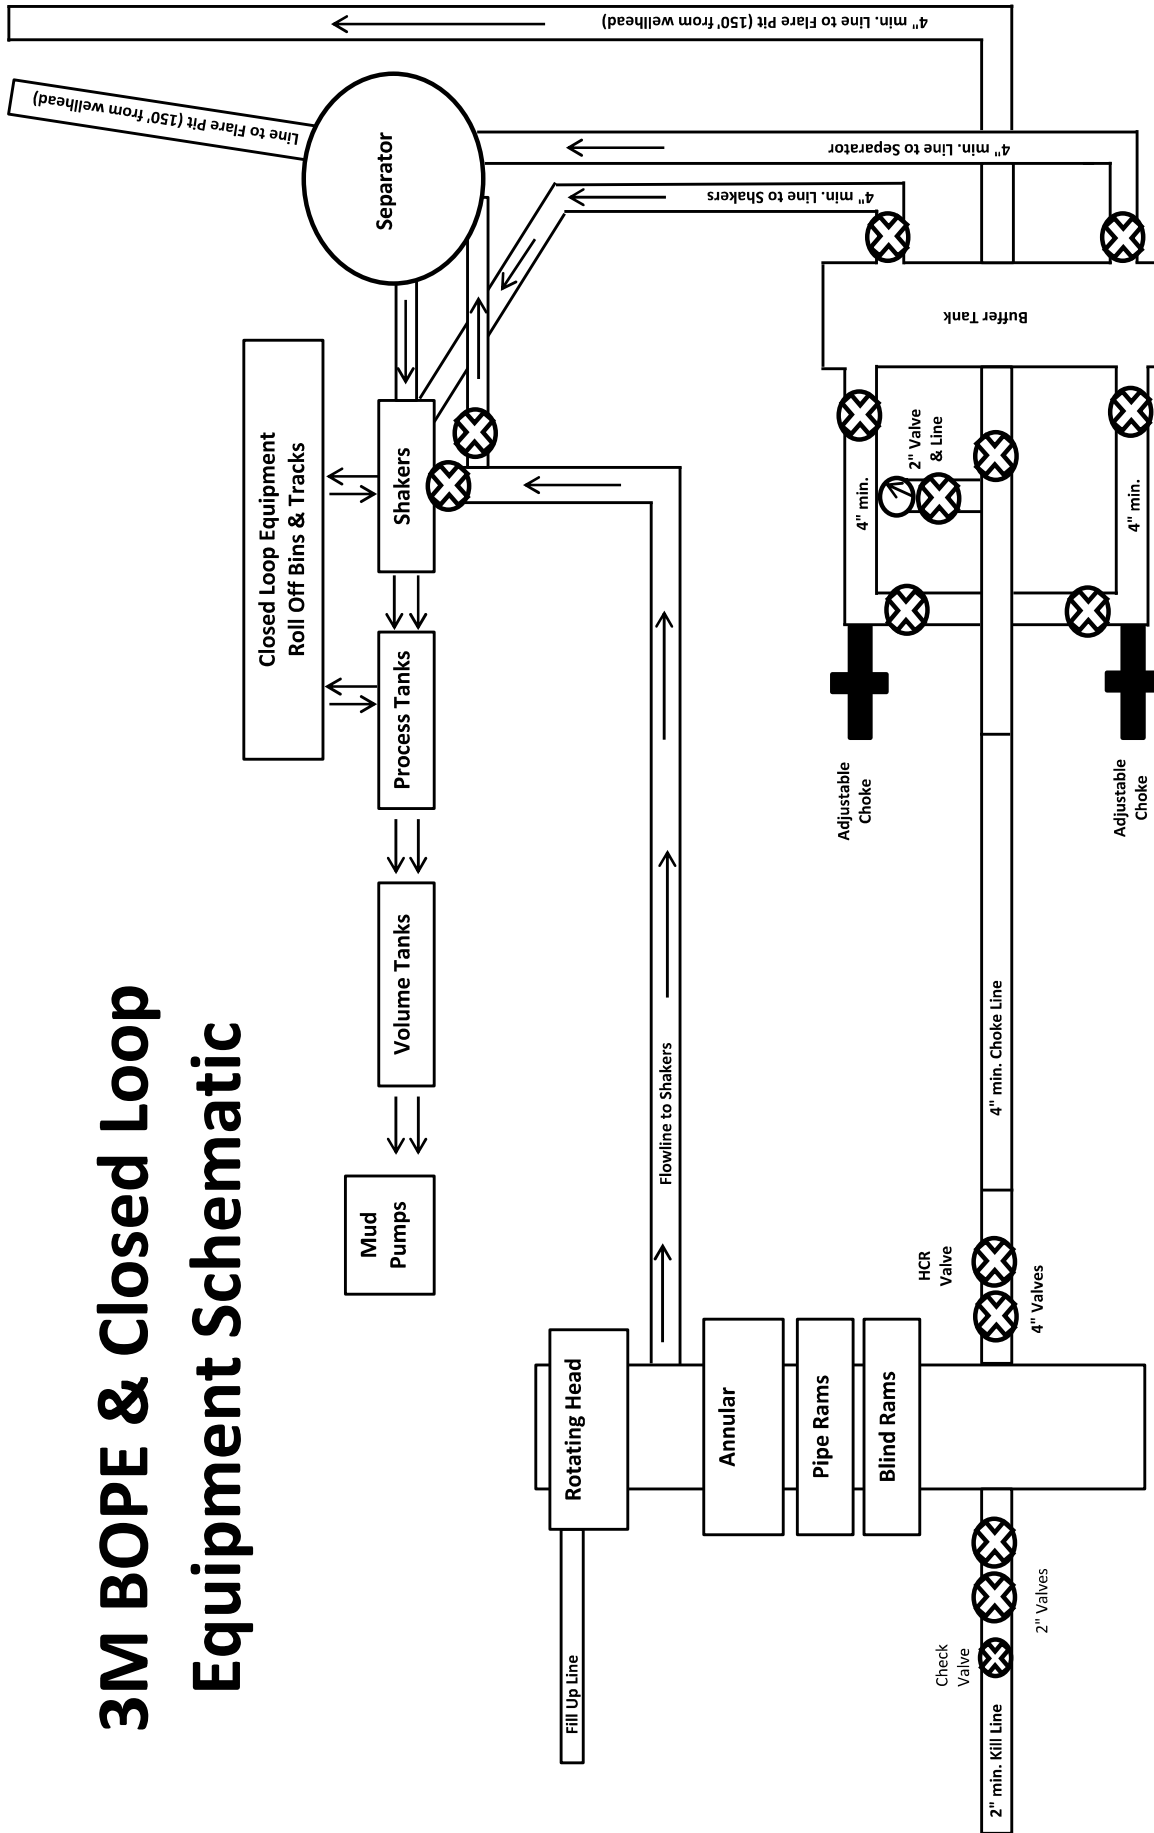 3M BOPE & Closed Loop
Equipment Schematic
Closed Loop Equipment
Roll Off Bins & Tracks
Mud
Pumps
Volume Tanks
Process Tanks
Shakers
Separator
Line to Flare Pit (150' from wellhead)
4" min. Line to Flare Pit (150' from wellhead)
4" min. Line to Separator
4" min. Line to Shakers
Fill Up Line
Rotating Head
Flowline to Shakers
Annular
Pipe Rams
Blind Rams
Adjustable
Choke
4" min.
2" Valve
& Line
Buffer Tank
Check
Valve
HCR
Valve
2" min. Kill Line
4" min. Choke Line
2" Valves
4" Valves
Adjustable
Choke
4" min.